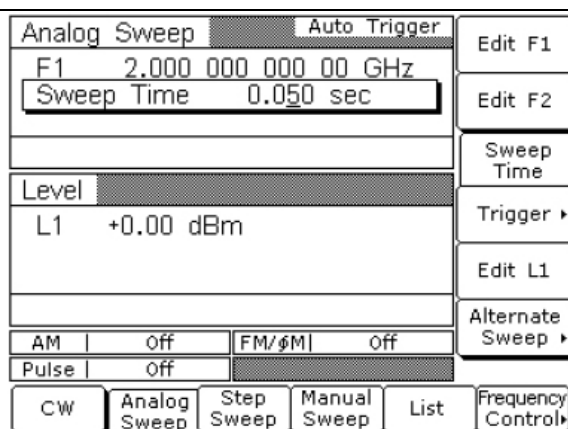 Analog Sweep Auto Trigger
F1 2.000 000 000 00 GHz
Sweep Time 0.050 sec
Level
L1 +0.00 dBm
AM Off FM/ϕM Off
Pulse Off
Edit F1
Edit F2
Sweep
Time
Trigger
Edit L1
Alternate
Sweep
CW
Analog
Sweep
Step
Sweep
Manual
Sweep
List
Frequency
Control